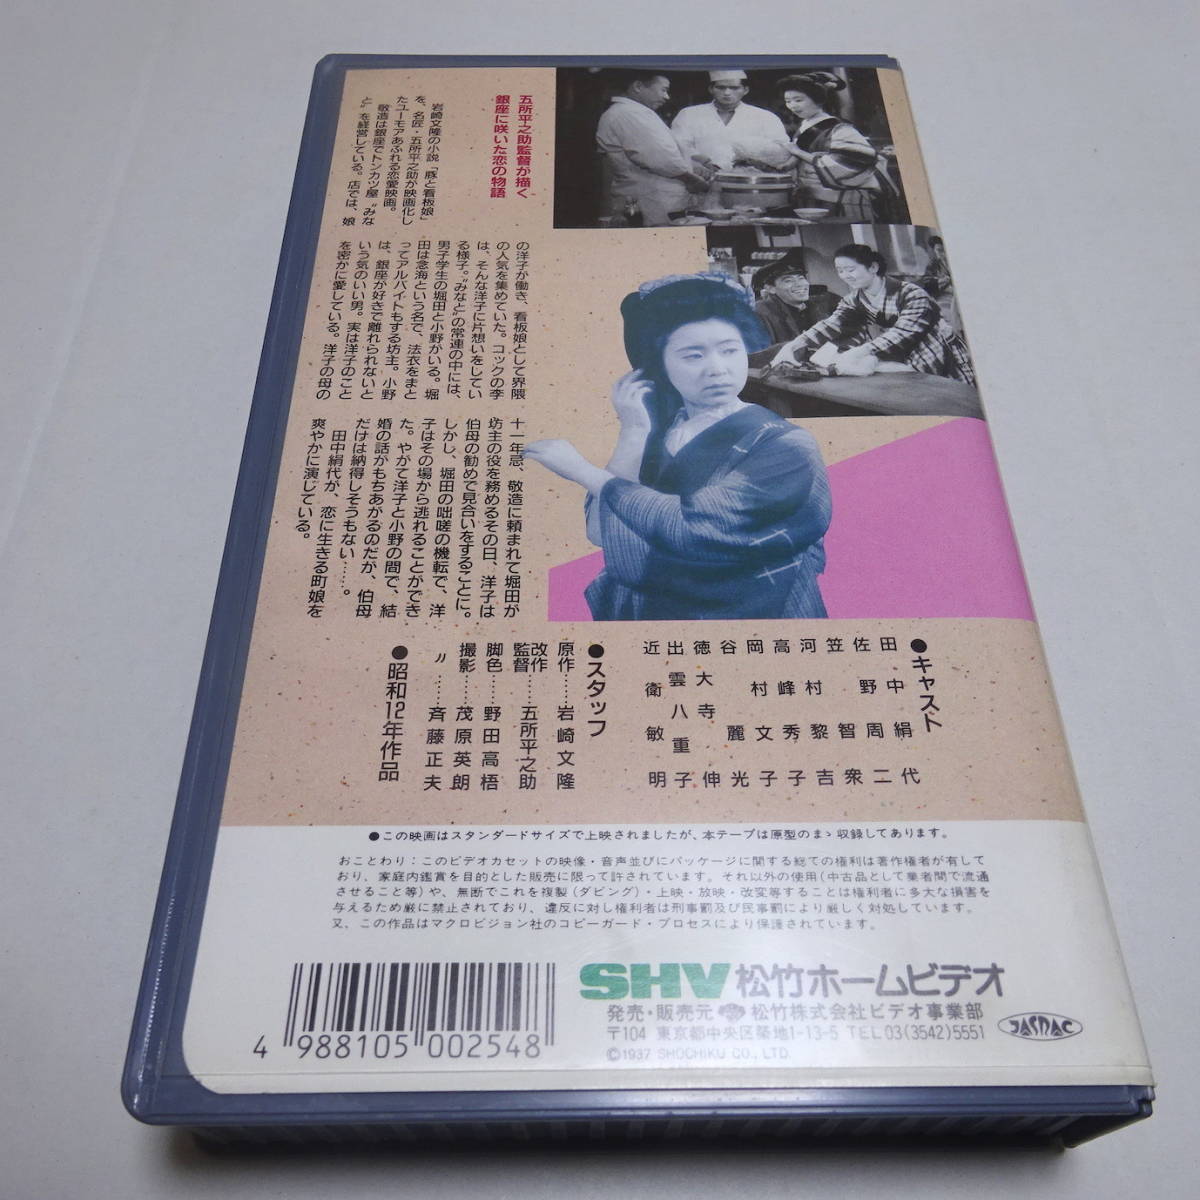 五所平之助監督が描く
銀座に咲いた恋の物語
岩崎文隆の小説「豚と看板娘」
を、名匠・五所平之助が映画化し
たユーモアあふれる恋愛映画。
敬造は銀座でトンカツ屋〝みな
と〟を経営している。店では、娘
の洋子が働き、看板娘として界隈
の人気を集めていた。コックの李
は、そんな洋子に片想いをしてい
る様子。〝みなと〟の常連の中には、
男子学生の堀田と小野がいる。堀
田は念海という名で、法衣をまと
ってアルバイトもする坊主。小野
は、銀座が好きで離れられないと
いう気のいい男。実は洋子のこと
を密かに愛している。洋子の母の
十一年忌、敬造に頼まれて堀田が
坊主の役を務めるその日、洋子は
伯母の勧めで見合いをすることに。
しかし、堀田の咄嗟の機転で、洋
子はその場から逃れることができ
た。やがて洋子と小野の間で、結
婚の話がもちあがるのだが、伯母
だけは納得しそうもない……。
田中絹代が、恋に生きる町娘を
爽やかに演じている。
●キャスト
田中絹代
佐野周二
笠智衆
河村黎吉
高峰秀子
岡村文子
谷麗光
徳大寺伸
出雲八重子
近衛敏明
●スタッフ
原作……岩崎文隆
改作
監督……五所平之助
脚色……野田高梧
撮影……茂原英朗
〃……斉藤正夫
●昭和12年作品
●この映画はスタンダードサイズで上映されましたが、本テープは原型のまゝ収録してあります。
おことわり：このビデオカセットの映像・音声並びにパッケージに関する総ての権利は著作権者が有して
おり、家庭内鑑賞を目的とした販売に限って許されています。それ以外の使用（中古品として業者間で流通
させること等）や、無断でこれを複製（ダビング）・上映・放映・改変等することは権利者に多大な損害を
与えるため厳に禁止されており、違反に対し権利者は刑事罰及び民事罰により厳しく対処しています。
又、この作品はマクロビジョン社のコピーガード・プロセスにより保護されています。
4 988105 002548
SHV 松竹ホームビデオ
発売・販売元 松竹株式会社ビデオ事業部
〒104 東京都中央区築地1-13-5 TEL 03(3542)5551
©1937 SHOCHIKU CO., LTD.
JASRAC